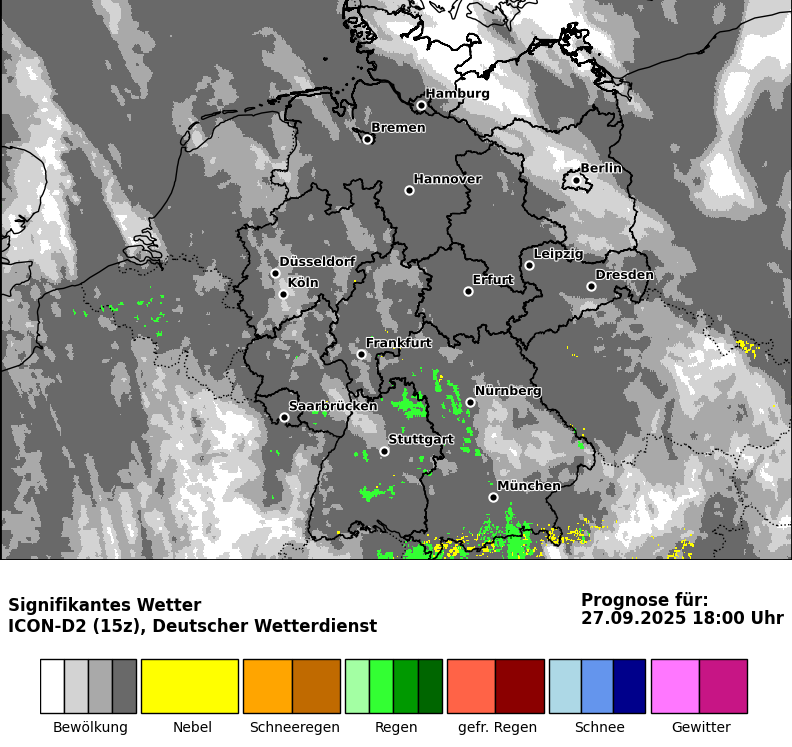 Hamburg
Bremen
Berlin
Hannover
Leipzig
Düsseldorf
Dresden
Erfurt
Köln
Frankfurt
Nürnberg
Saarbrücken
Stuttgart
München
Signifikantes Wetter
ICON-D2 (15z), Deutscher Wetterdienst
Prognose für:
27.09.2025 18:00 Uhr
Bewölkung
Nebel
Schneeregen
Regen
gefr. Regen
Schnee
Gewitter